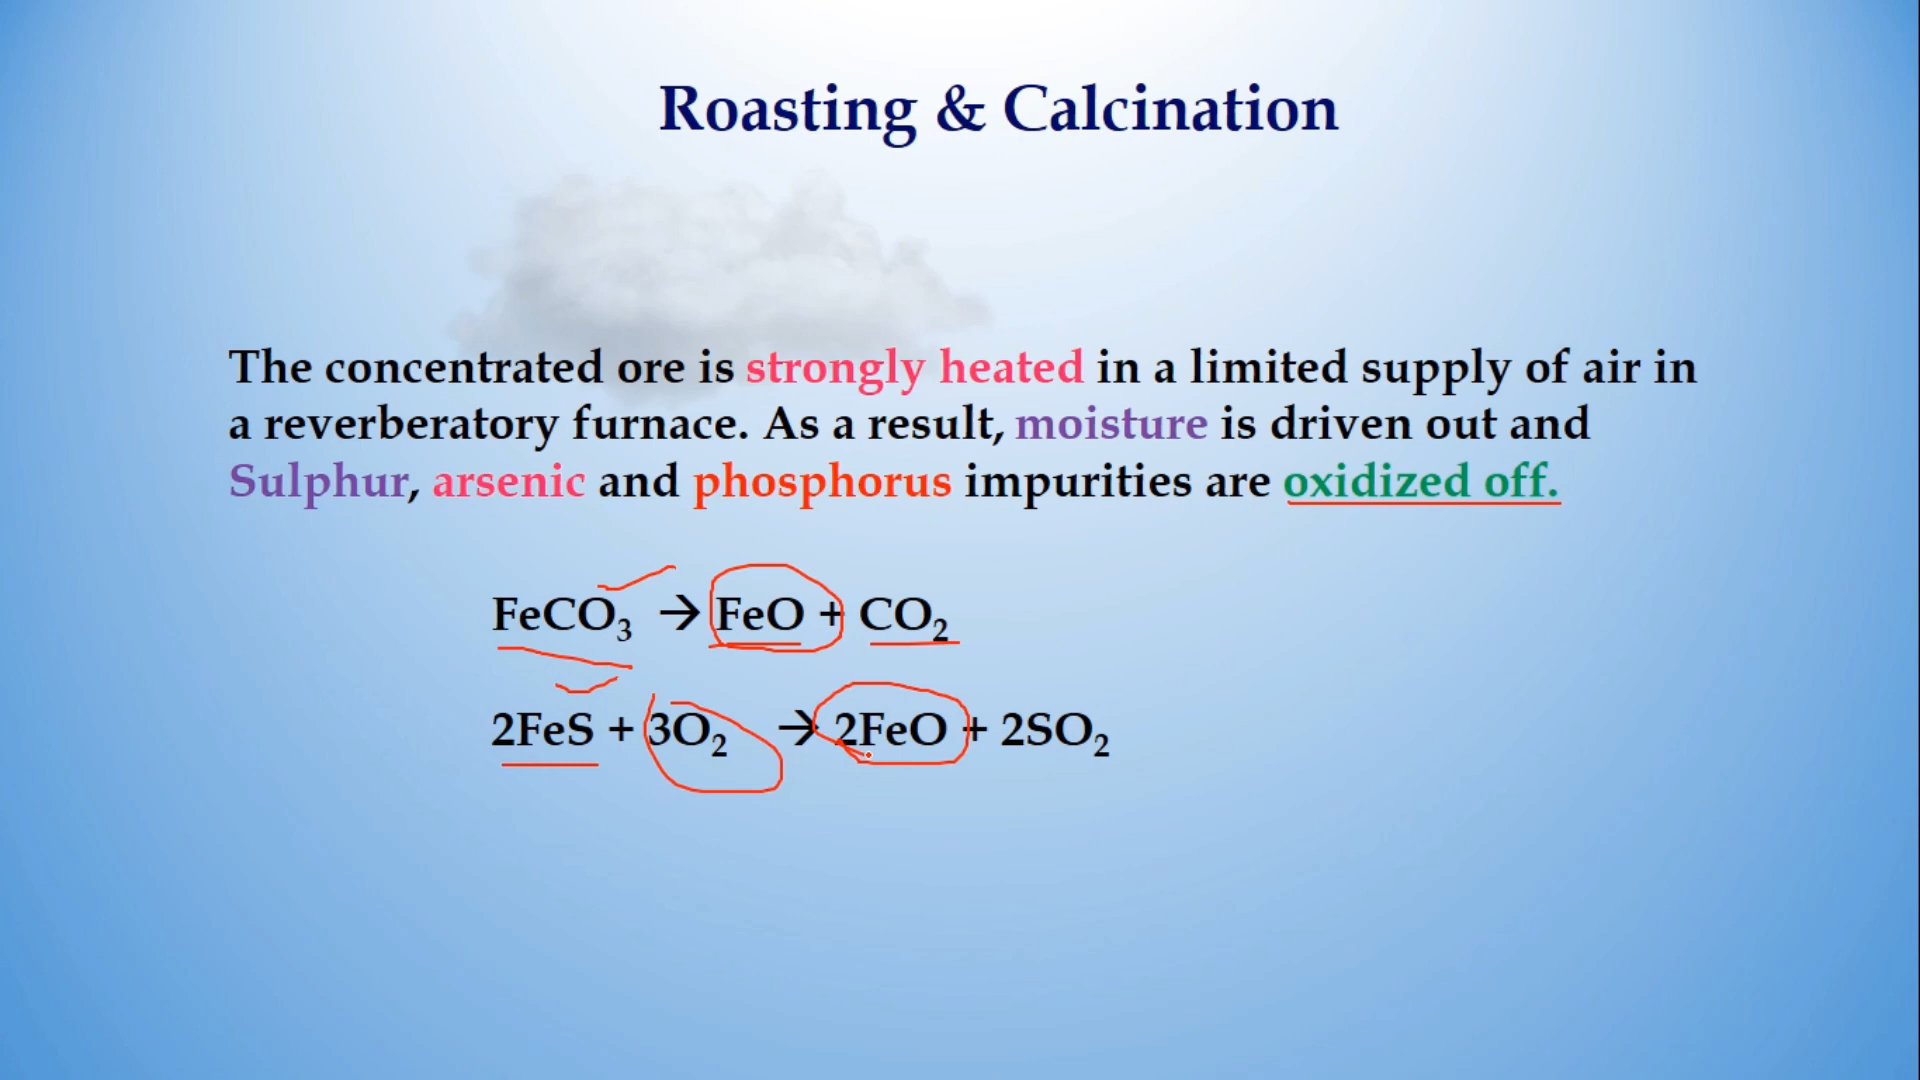 Roasting & Calcination
The concentrated ore is strongly heated in a limited supply of air in
a reverberatory furnace. As a result, moisture is driven out and
Sulphur, arsenic and phosphorus impurities are oxidized off.
FeCO₃ → FeO + CO₂
2FeS + 3O₂ → 2FeO + 2SO₂